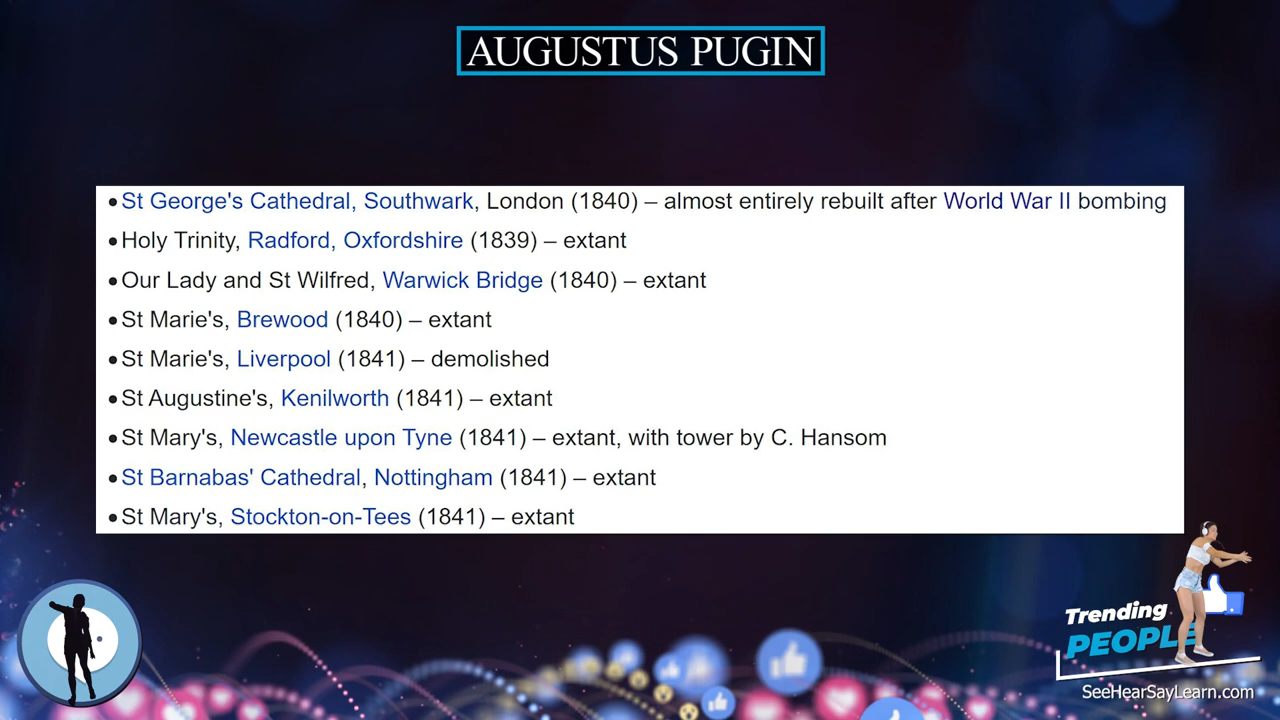 AUGUSTUS PUGIN
• St George's Cathedral, Southwark, London (1840) – almost entirely rebuilt after World War II bombing
• Holy Trinity, Radford, Oxfordshire (1839) – extant
• Our Lady and St Wilfred, Warwick Bridge (1840) – extant
• St Marie's, Brewood (1840) – extant
• St Marie's, Liverpool (1841) – demolished
• St Augustine's, Kenilworth (1841) – extant
• St Mary's, Newcastle upon Tyne (1841) – extant, with tower by C. Hansom
• St Barnabas' Cathedral, Nottingham (1841) – extant
• St Mary's, Stockton-on-Tees (1841) – extant
Trending
PEOPLE
SeeHearSayLearn.com